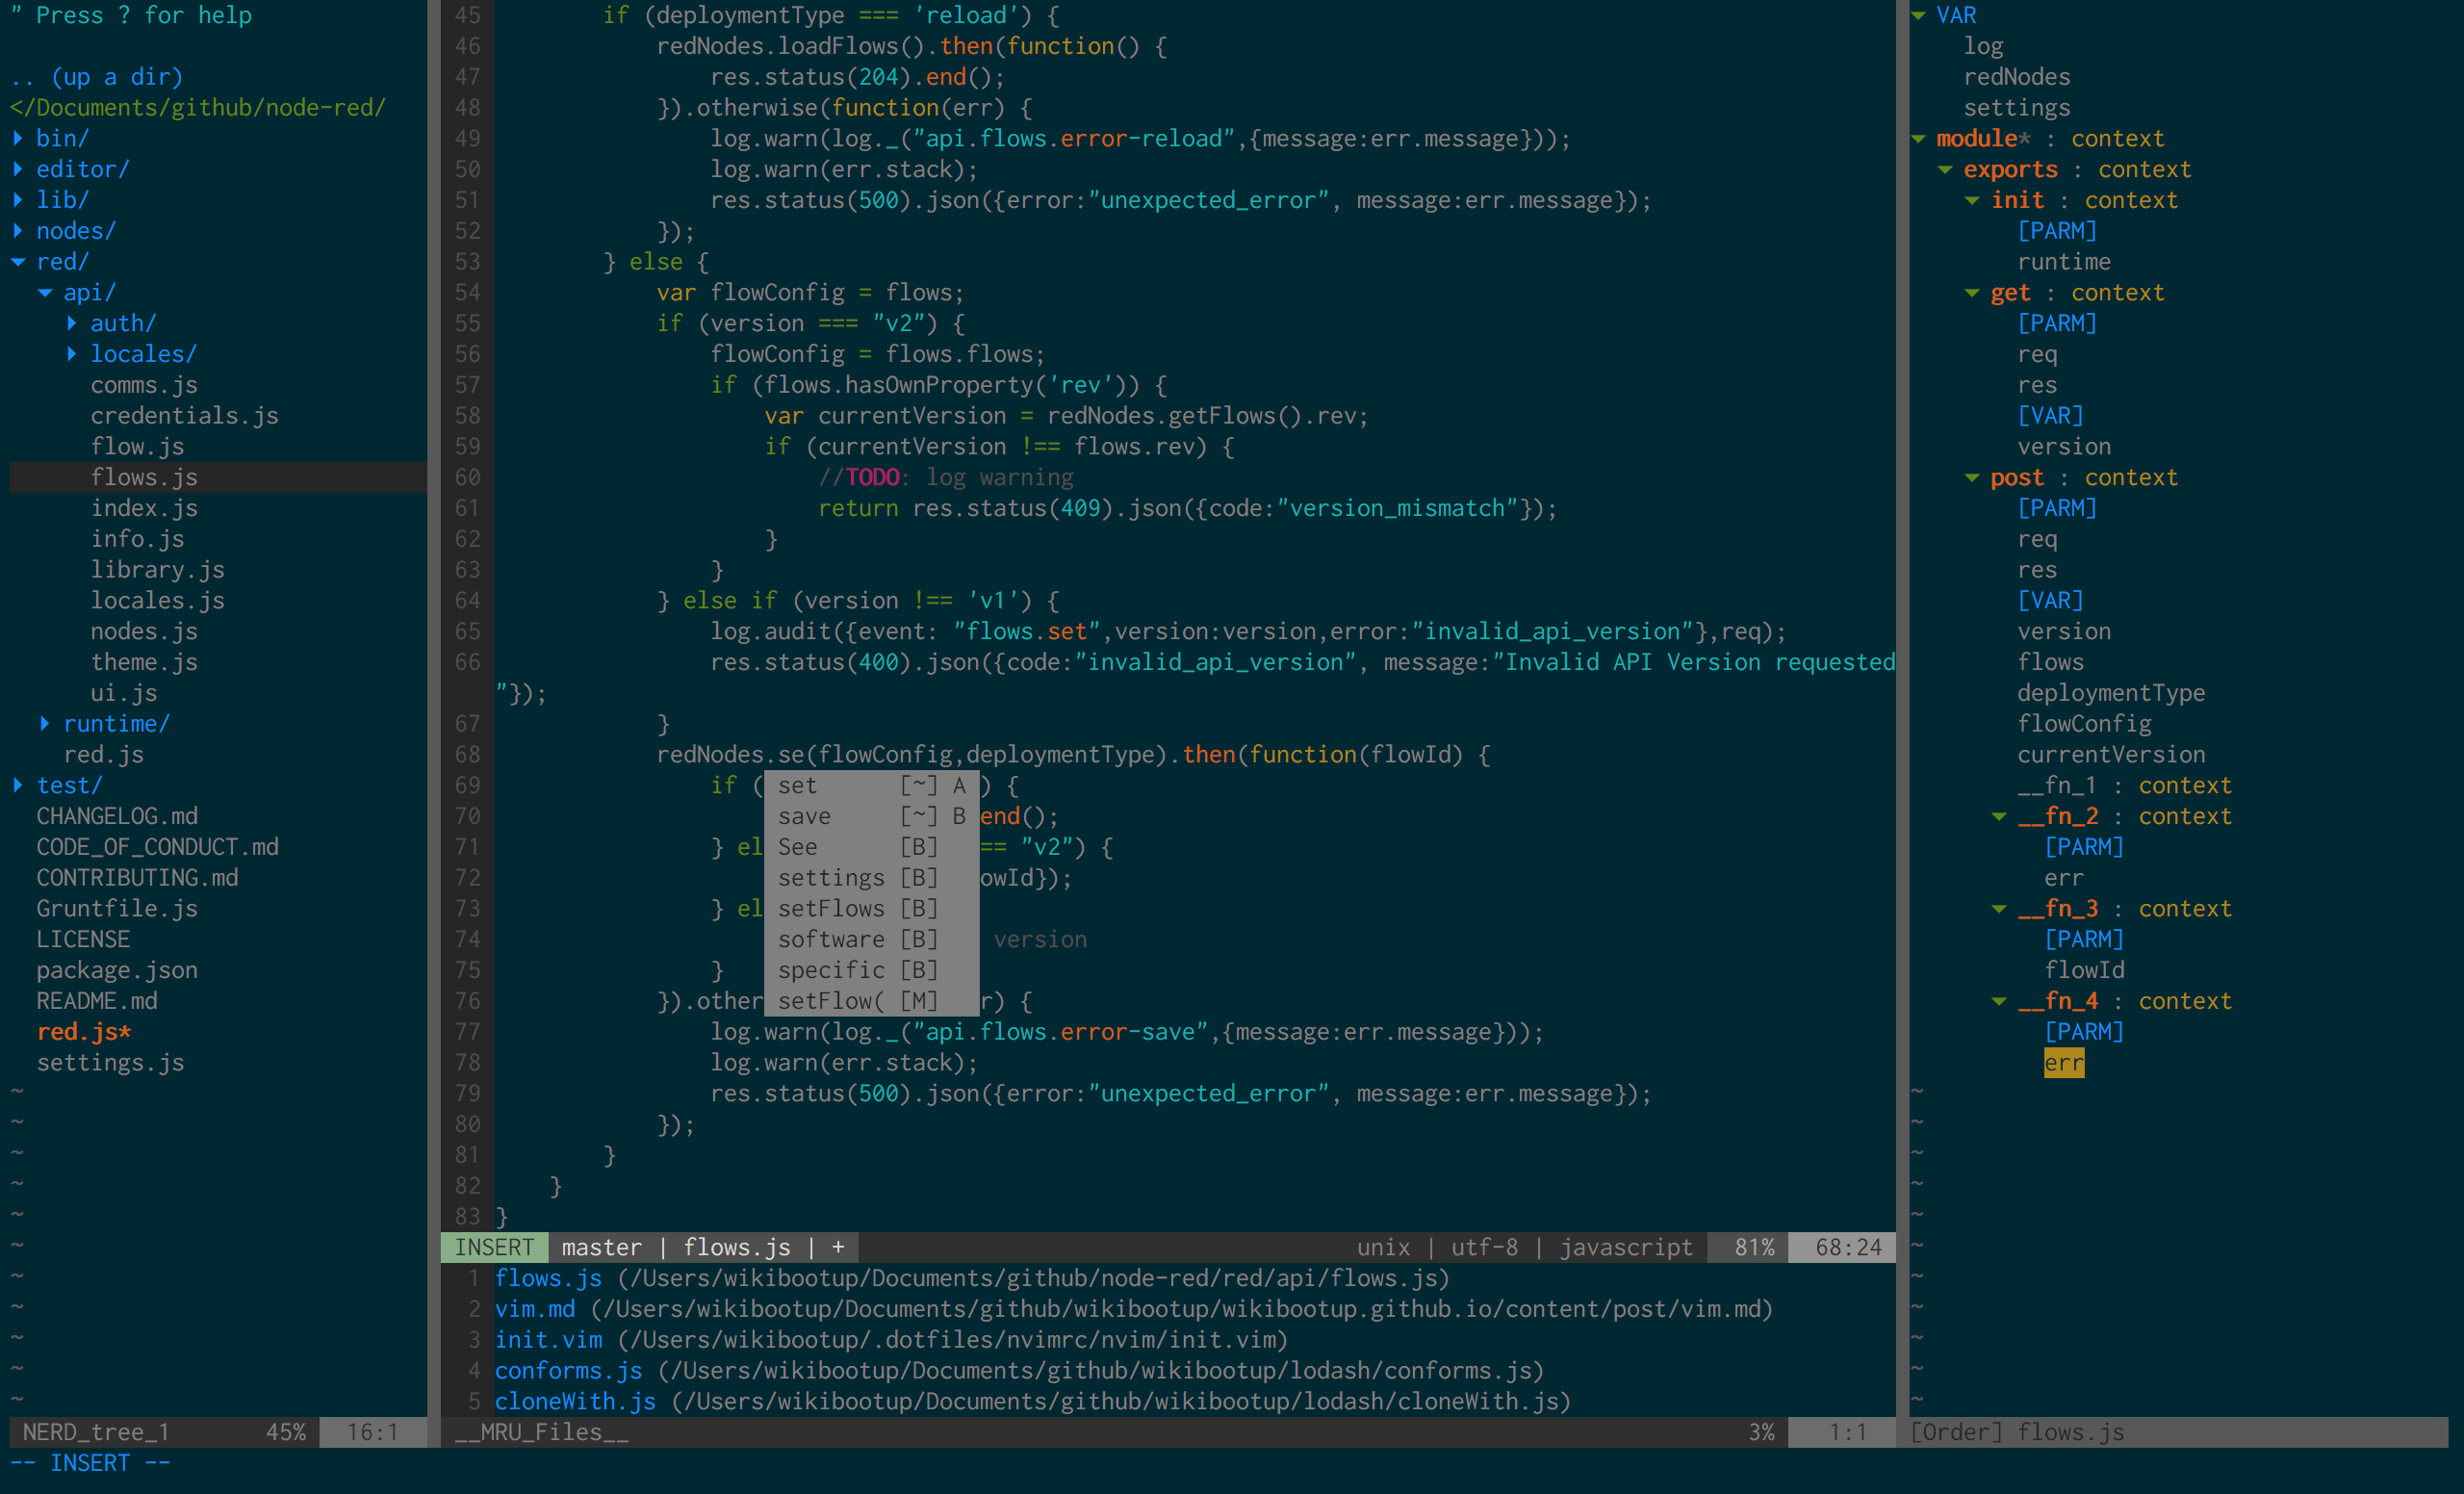 " Press ? for help
.. (up a dir)
</Documents/github/node-red/
▸ bin/
▸ editor/
▸ lib/
▸ nodes/
▾ red/
▾ api/
▸ auth/
▸ locales/
comms.js
credentials.js
flow.js
flows.js
index.js
info.js
library.js
locales.js
nodes.js
theme.js
ui.js
▸ runtime/
red.js
▸ test/
CHANGELOG.md
CODE_OF_CONDUCT.md
CONTRIBUTING.md
Gruntfile.js
LICENSE
package.json
README.md
red.js*
settings.js
~
~
~
~
~
~
~
~
~
~
~
NERD_tree_1 45% 16:1
-- INSERT --
45 if (deploymentType === 'reload') {
46 redNodes.loadFlows().then(function() {
47 res.status(204).end();
48 }).otherwise(function(err) {
49 log.warn(log._("api.flows.error-reload",{message:err.message}));
50 log.warn(err.stack);
51 res.status(500).json({error:"unexpected_error", message:err.message});
52 });
53 } else {
54 var flowConfig = flows;
55 if (version === "v2") {
56 flowConfig = flows.flows;
57 if (flows.hasOwnProperty('rev')) {
58 var currentVersion = redNodes.getFlows().rev;
59 if (currentVersion !== flows.rev) {
60 //TODO: log warning
61 return res.status(409).json({code:"version_mismatch"});
62 }
63 }
64 } else if (version !== 'v1') {
65 log.audit({event: "flows.set",version:version,error:"invalid_api_version"},req);
66 res.status(400).json({code:"invalid_api_version", message:"Invalid API Version requested
"});
67 }
68 redNodes.se(flowConfig,deploymentType).then(function(flowId) {
69 if ( set [~] A ) {
70 save [~] B end();
71 } el See [B] == "v2") {
72 settings [B] owId});
73 } el setFlows [B]
74 software [B] version
75 } specific [B]
76 }).other setFlow( [M] r) {
77 log.warn(log._("api.flows.error-save",{message:err.message}));
78 log.warn(err.stack);
79 res.status(500).json({error:"unexpected_error", message:err.message});
80 });
81 }
82 }
83 }
INSERT master | flows.js | + unix | utf-8 | javascript 81% 68:24
1 flows.js (/Users/wikibootup/Documents/github/node-red/red/api/flows.js)
2 vim.md (/Users/wikibootup/Documents/github/wikibootup/wikibootup.github.io/content/post/vim.md)
3 init.vim (/Users/wikibootup/.dotfiles/nvimrc/nvim/init.vim)
4 conforms.js (/Users/wikibootup/Documents/github/wikibootup/lodash/conforms.js)
5 cloneWith.js (/Users/wikibootup/Documents/github/wikibootup/lodash/cloneWith.js)
__MRU_Files__ 3% 1:1
▾ VAR
log
redNodes
settings
▾ module* : context
▾ exports : context
▾ init : context
[PARM]
runtime
▾ get : context
[PARM]
req
res
[VAR]
version
▾ post : context
[PARM]
req
res
[VAR]
version
flows
deploymentType
flowConfig
currentVersion
__fn_1 : context
▾ __fn_2 : context
[PARM]
err
▾ __fn_3 : context
[PARM]
flowId
▾ __fn_4 : context
[PARM]
err
~
~
~
~
~
~
~
~
~
~
~
[Order] flows.js